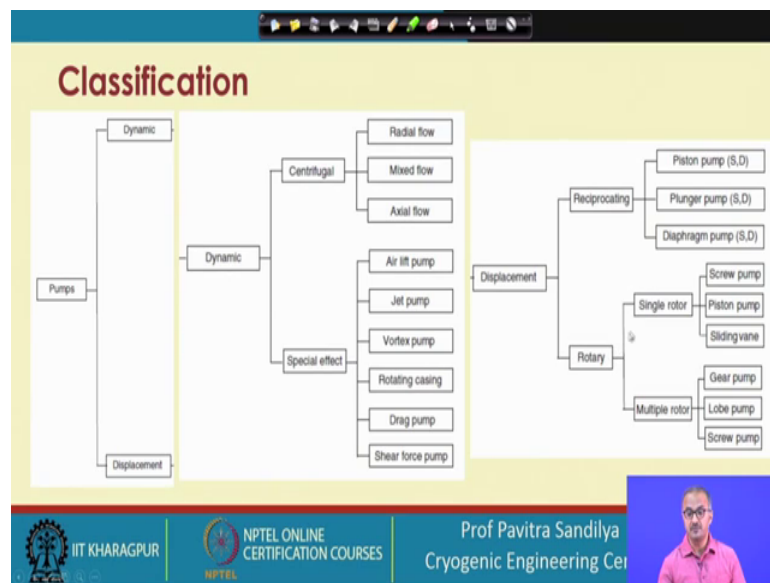 Classification
Pumps
Dynamic
Displacement
Dynamic
Centrifugal
Radial flow
Mixed flow
Axial flow
Special effect
Air lift pump
Jet pump
Vortex pump
Rotating casing
Drag pump
Shear force pump
Displacement
Reciprocating
Piston pump (S,D)
Plunger pump (S,D)
Diaphragm pump (S,D)
Rotary
Single rotor
Screw pump
Piston pump
Sliding vane
Multiple rotor
Gear pump
Lobe pump
Screw pump
IIT KHARAGPUR
NPTEL
NPTEL ONLINE
CERTIFICATION COURSES
Prof Pavitra Sandilya
Cryogenic Engineering Cen